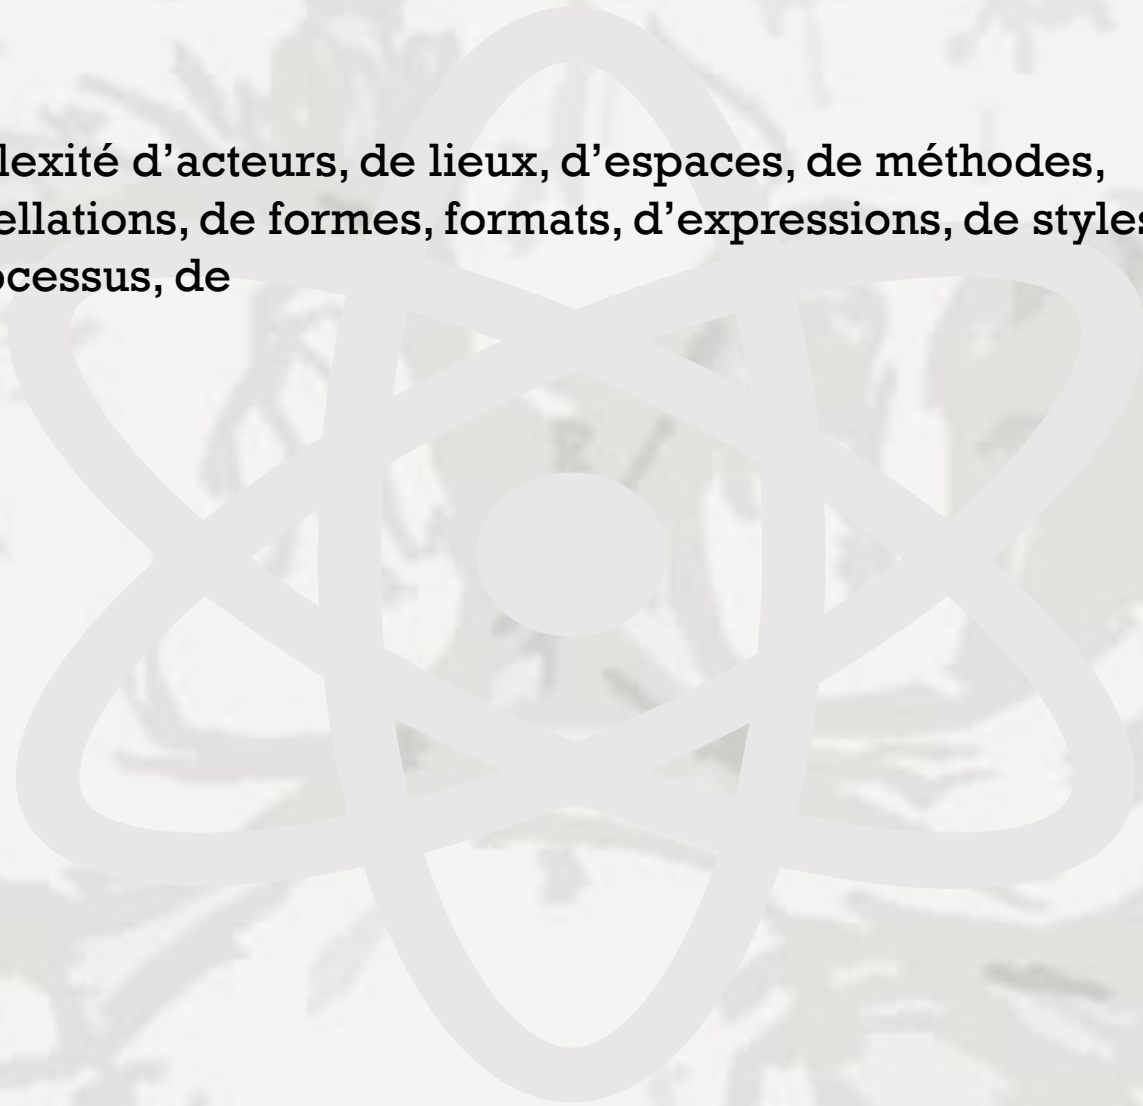 lexité d’acteurs, de lieux, d’espaces, de méthodes,
ellations, de formes, formats, d’expressions, de styles
ocessus, de